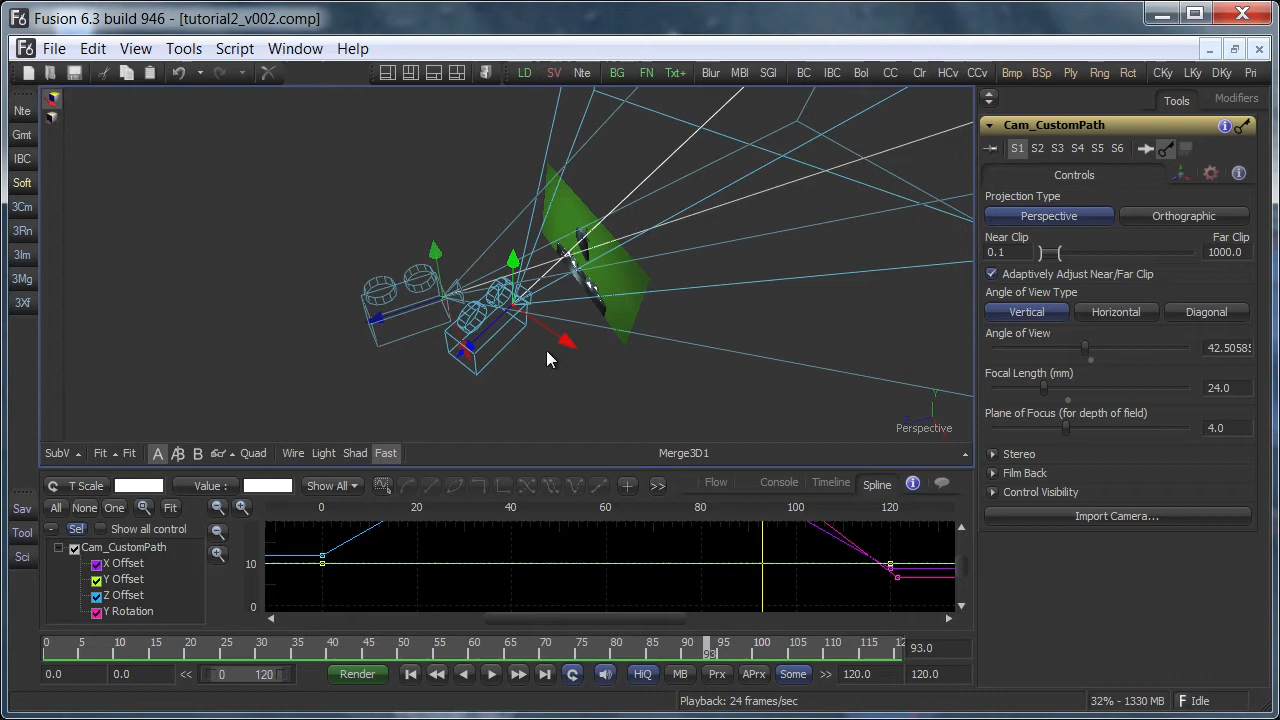 Fusion 6.3 build 946 - [tutorial2_v002.comp]
File Edit View Tools Script Window Help
LD SV Nte BG FN Txt+ Blur MBl SGl BC IBC Bol CC Clr HCv CCv Bmp BSp Ply Rng Rct CKy LKy DKy Pri
Nte
Gmt
IBC
Soft
3Cm
3Rn
3Im
3Mg
3Xf
Sav
Tool
Sci
Y
Perspective
SubV Fit Fit A B B Quad Wire Light Shad Fast Merge3D1
Tools Modifiers
Cam_CustomPath
S1 S2 S3 S4 S5 S6
Controls
Projection Type
Perspective Orthographic
Near Clip Far Clip
0.1 1000.0
Adaptively Adjust Near/Far Clip
Angle of View Type
Vertical Horizontal Diagonal
Angle of View
42.50585
Focal Length (mm)
24.0
Plane of Focus (for depth of field)
4.0
Stereo
Film Back
Control Visibility
Import Camera...
T Scale Value : Show All >> Flow Console Timeline Spline
All None One Fit 0 20 40 60 80 100 120
Sel Show all control
Cam_CustomPath
X Offset
Y Offset
Z Offset
Y Rotation
10
0
0 5 10 15 20 25 30 35 40 45 50 55 60 65 70 75 80 85 90 95 100 105 110 115 12 93.0
93
0.0 0.0 << 0 120 Render HiQ MB Prx APrx Some >> 120.0 120.0
Playback: 24 frames/sec 32% - 1330 MB Idle